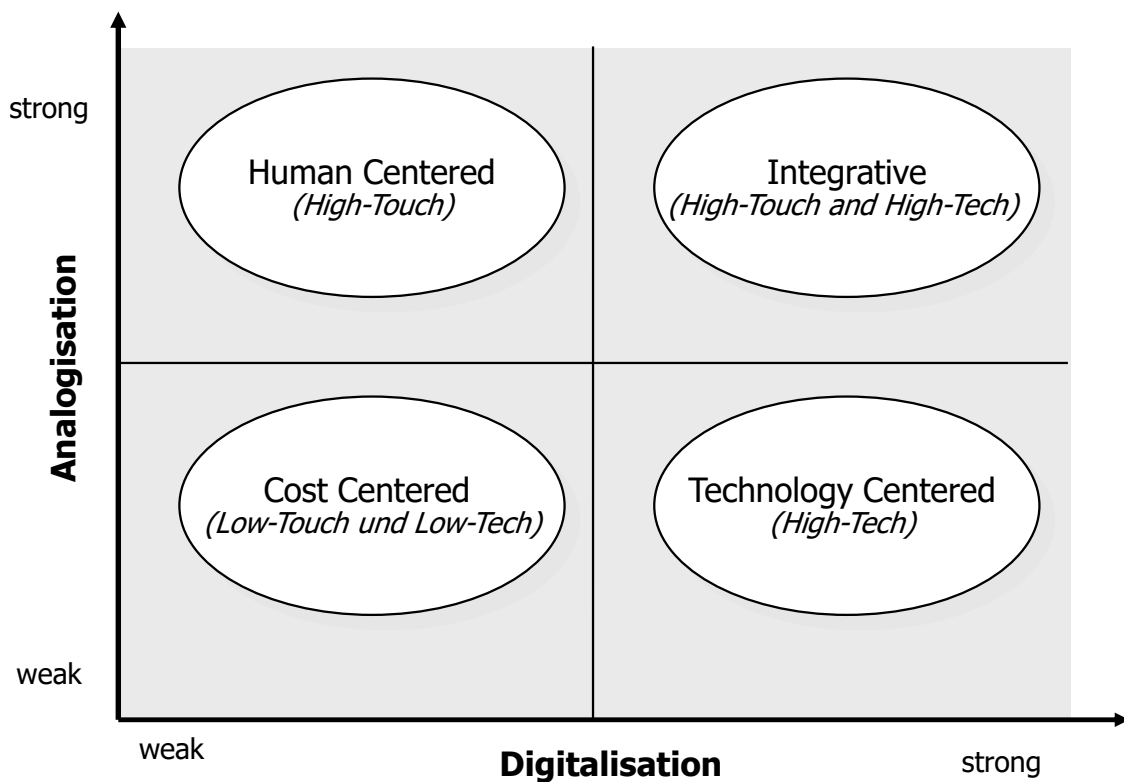 strong
Human Centered
(High-Touch)
Integrative
(High-Touch and High-Tech)
Analogisation
Cost Centered
(Low-Touch und Low-Tech)
Technology Centered
(High-Tech)
weak
weak
Digitalisation
strong